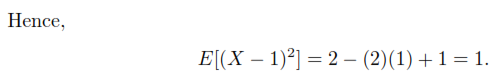 Hence,
E[(X − 1)²] = 2 − (2)(1) + 1 = 1.